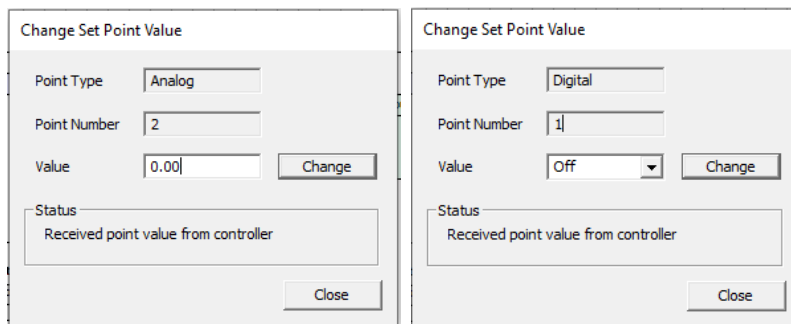 Change Set Point Value
Point Type Analog
Point Number 2
Value 0.00 Change
Status
Received point value from controller
Close
Change Set Point Value
Point Type Digital
Point Number 1
Value Off Change
Status
Received point value from controller
Close